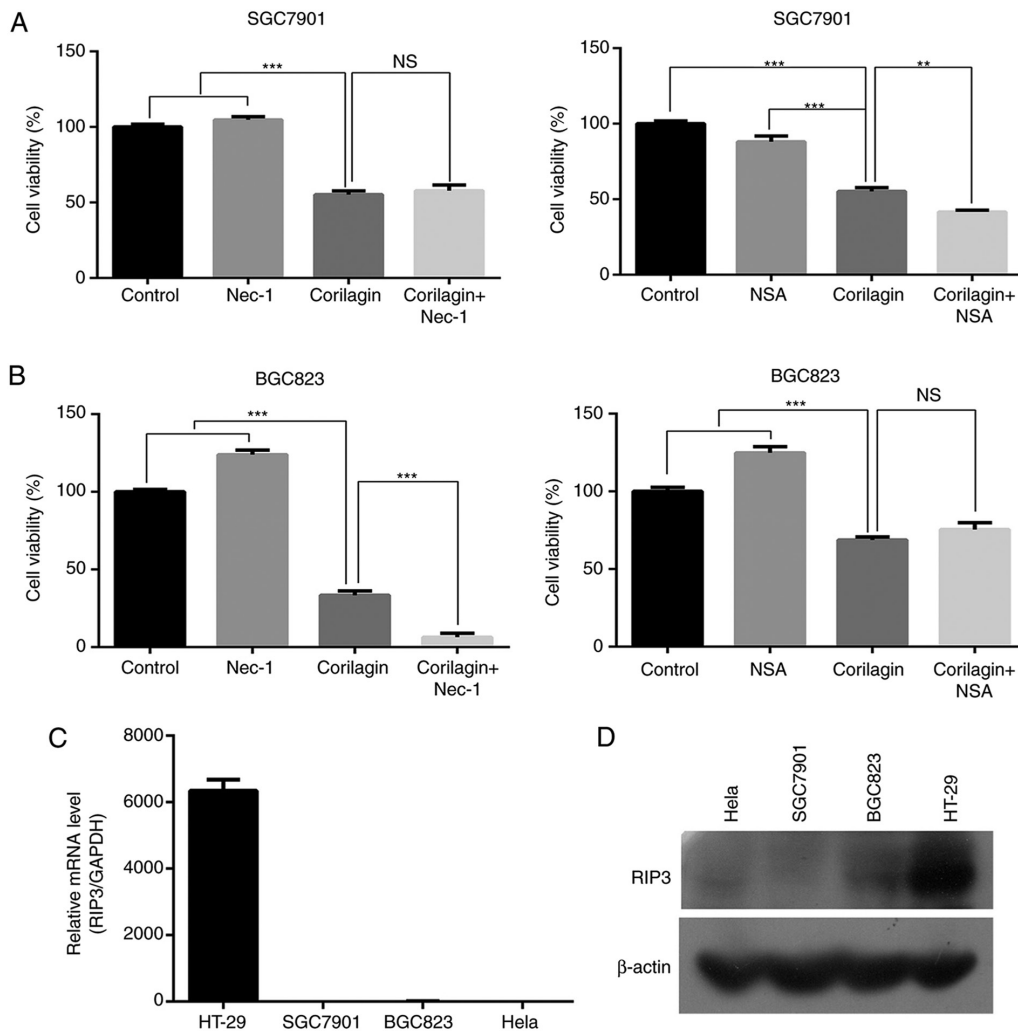 A
SGC7901
Cell viability (%)
150
100
50
0
***
NS
Control
Nec-1
Corilagin
Corilagin+
Nec-1
SGC7901
Cell viability (%)
150
100
50
0
***
***
**
Control
NSA
Corilagin
Corilagin+
NSA
B
BGC823
Cell viability (%)
150
100
50
0
***
***
Control
Nec-1
Corilagin
Corilagin+
Nec-1
BGC823
Cell viability (%)
150
100
50
0
***
NS
Control
NSA
Corilagin
Corilagin+
NSA
C
Relative mRNA level
(RIP3/GAPDH)
8000
6000
4000
2000
0
HT-29
SGC7901
BGC823
Hela
D
Hela
SGC7901
BGC823
HT-29
RIP3
β-actin